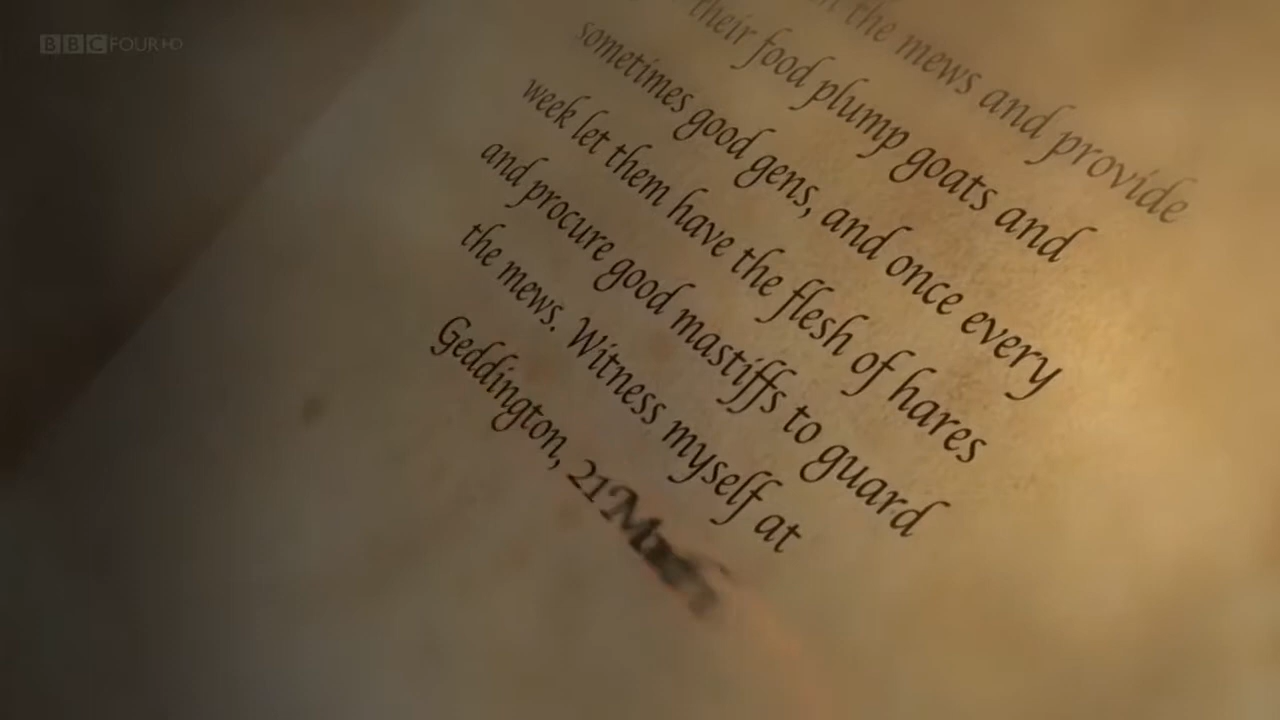 BBC FOUR HD
the mews and provide
their food plump goats and
sometimes good gens, and once every
week let them have the flesh of hares
and procure good mastiffs to guard
the mews. Witness myself at
Geddington, 21